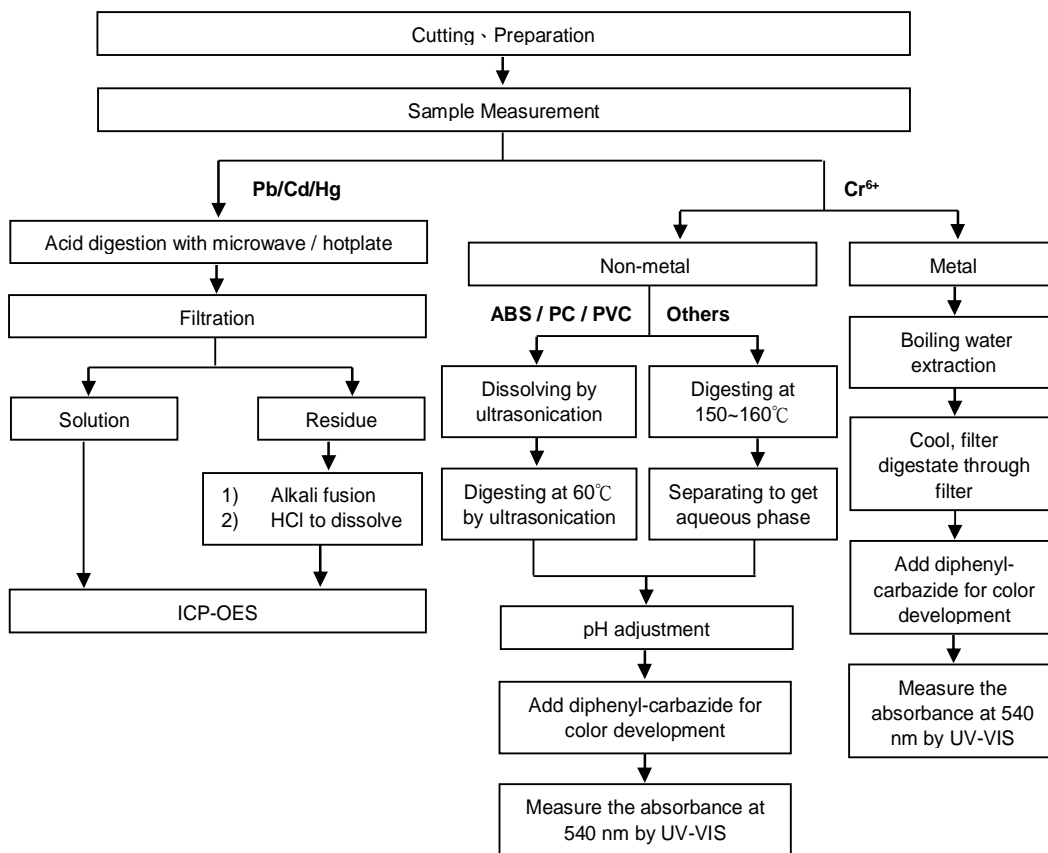 Cutting、Preparation
Sample Measurement
Pb/Cd/Hg
Cr⁶⁺
Acid digestion with microwave / hotplate
Filtration
Solution
Residue
1) Alkali fusion
2) HCl to dissolve
ICP-OES
Non-metal
Metal
ABS / PC / PVC
Others
Dissolving by
ultrasonication
Digesting at
150~160℃
Digesting at 60℃
by ultrasonication
Separating to get
aqueous phase
pH adjustment
Add diphenyl-carbazide for
color development
Measure the absorbance at
540 nm by UV-VIS
Boiling water
extraction
Cool, filter
digestate through
filter
Add diphenyl-
carbazide for color
development
Measure the
absorbance at 540
nm by UV-VIS